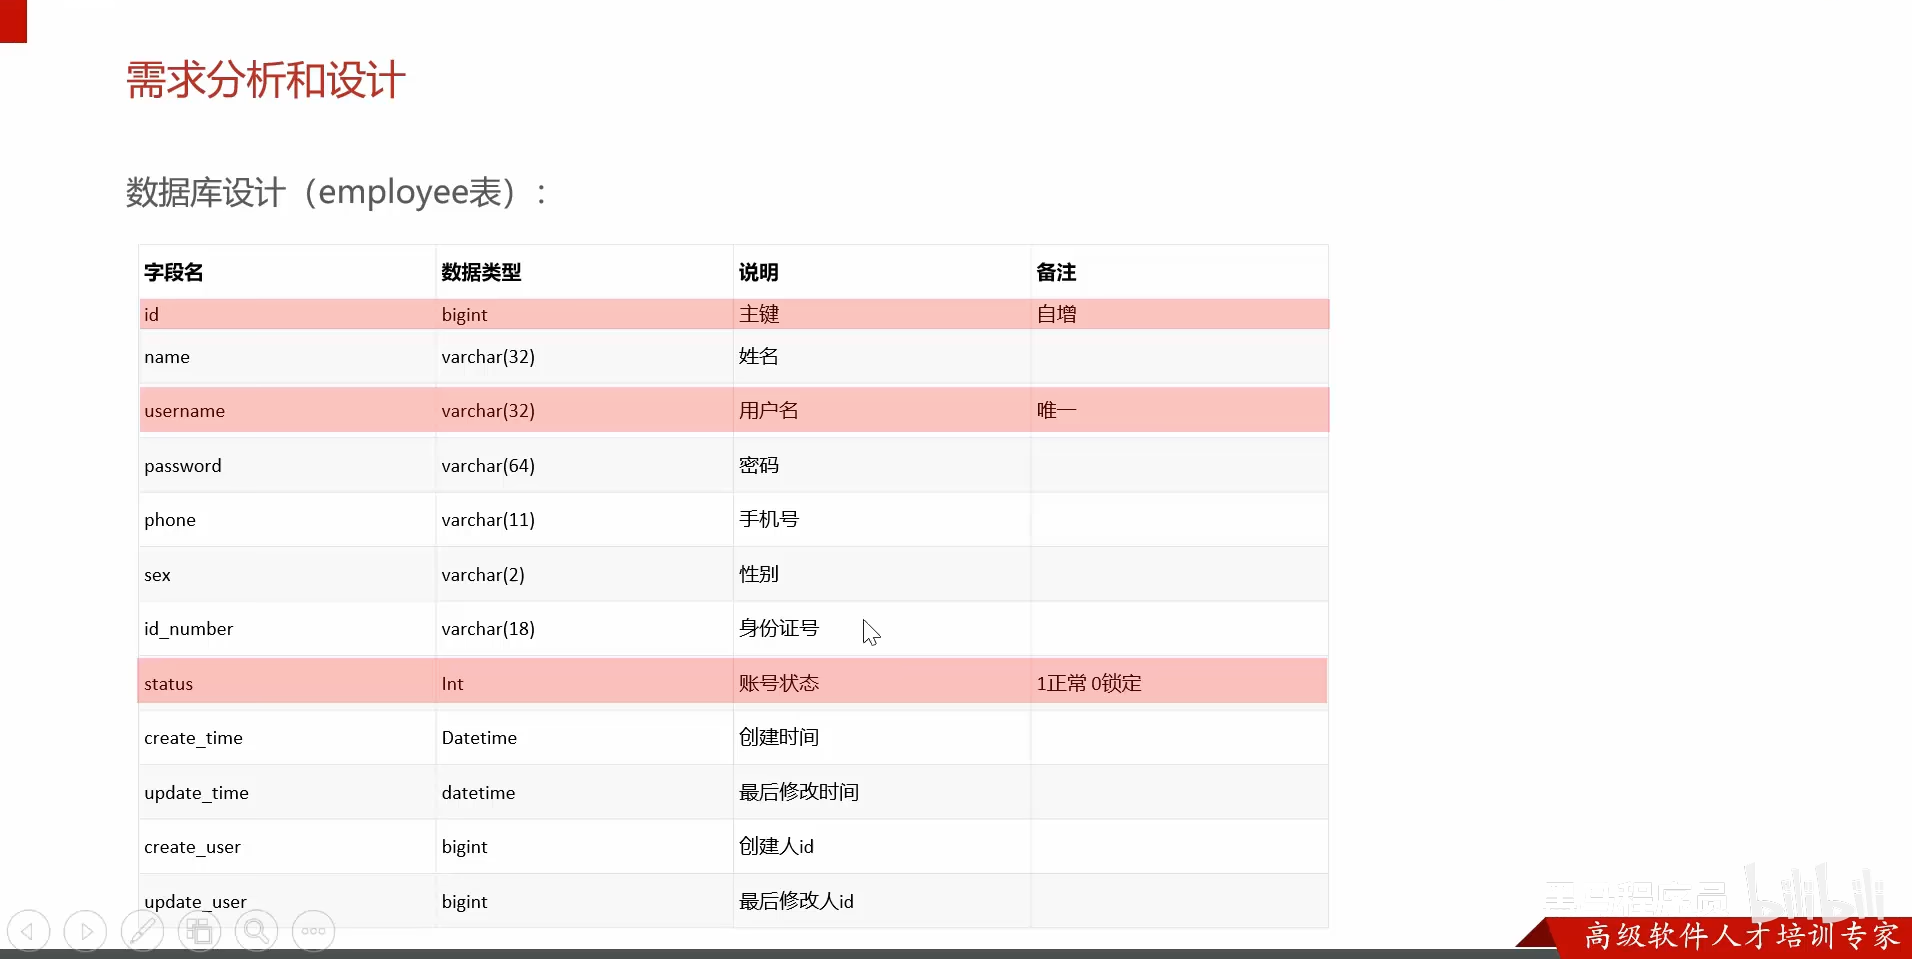 需求分析和设计
数据库设计（employee表）：
字段名 数据类型 说明 备注
id bigint 主键 自增
name varchar(32) 姓名
username varchar(32) 用户名 唯一
password varchar(64) 密码
phone varchar(11) 手机号
sex varchar(2) 性别
id_number varchar(18) 身份证号
status Int 账号状态 1正常 0锁定
create_time Datetime 创建时间
update_time datetime 最后修改时间
create_user bigint 创建人id
update_user bigint 最后修改人id
黑马程序员 bilibili
高级软件人才培训专家